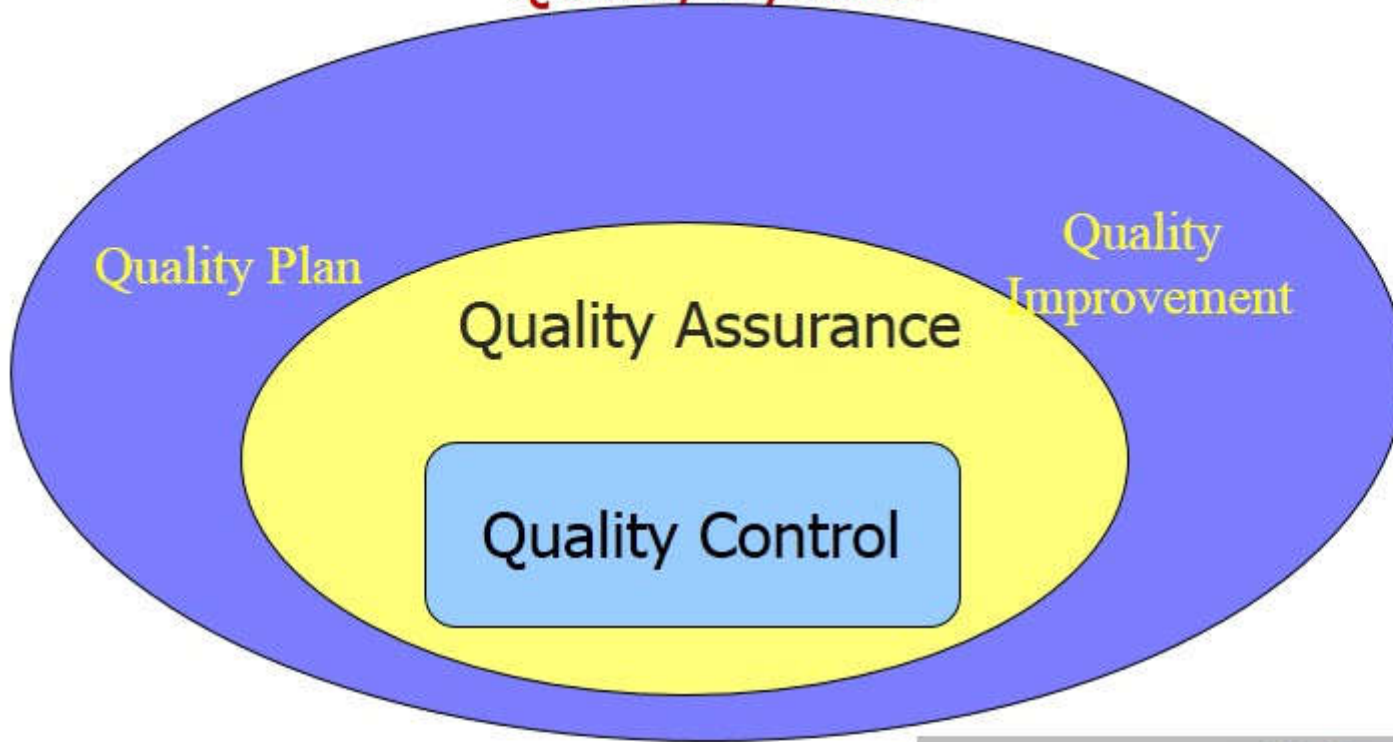 Quality Plan
Quality
Improvement
Quality Assurance
Quality Control